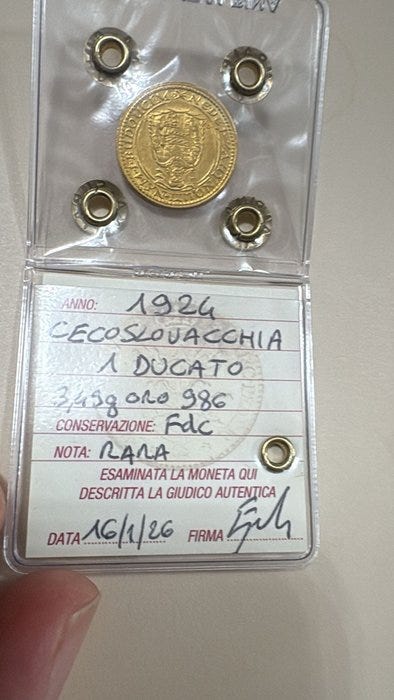 ANNO: 1924
CECOSLOVACCHIA
1 DUCATO
3,49g ORO 986
CONSERVAZIONE: Fdc
NOTA: RARA
ESAMINATA LA MONETA QUI
DESCRITTA LA GIUDICO AUTENTICA
DATA 16/1/26 FIRMA